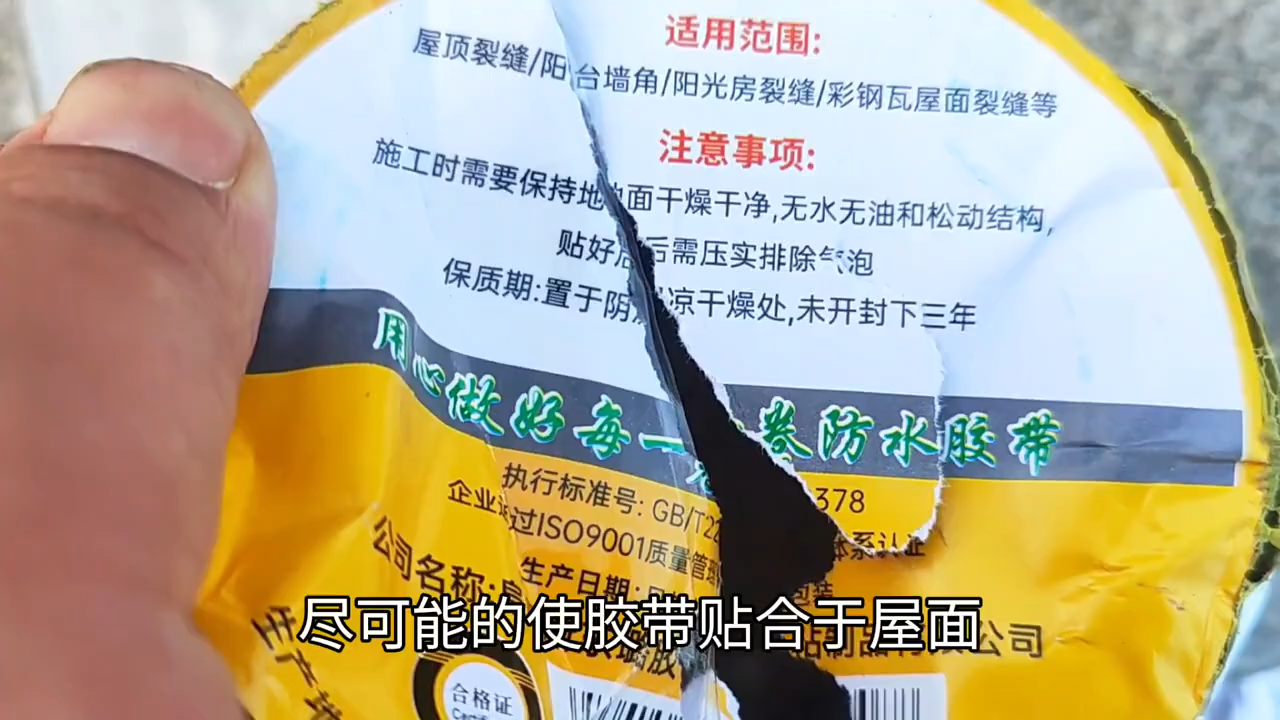 适用范围:
屋顶裂缝/阳台墙角/阳光房裂缝/彩钢瓦屋面裂缝等
注意事项:
施工时需要保持地面干燥干净,无水无油和松动结构,
贴好后需压实排除气泡
保质期:置于阴凉干燥处,未开封下三年
用心做好每一卷防水胶带
执行标准号: GB/T22 378
企业通过ISO9001质量管理 体系认证
生产日期:
公司名称:
尽可能的使胶带贴合于屋面
公司
合格证